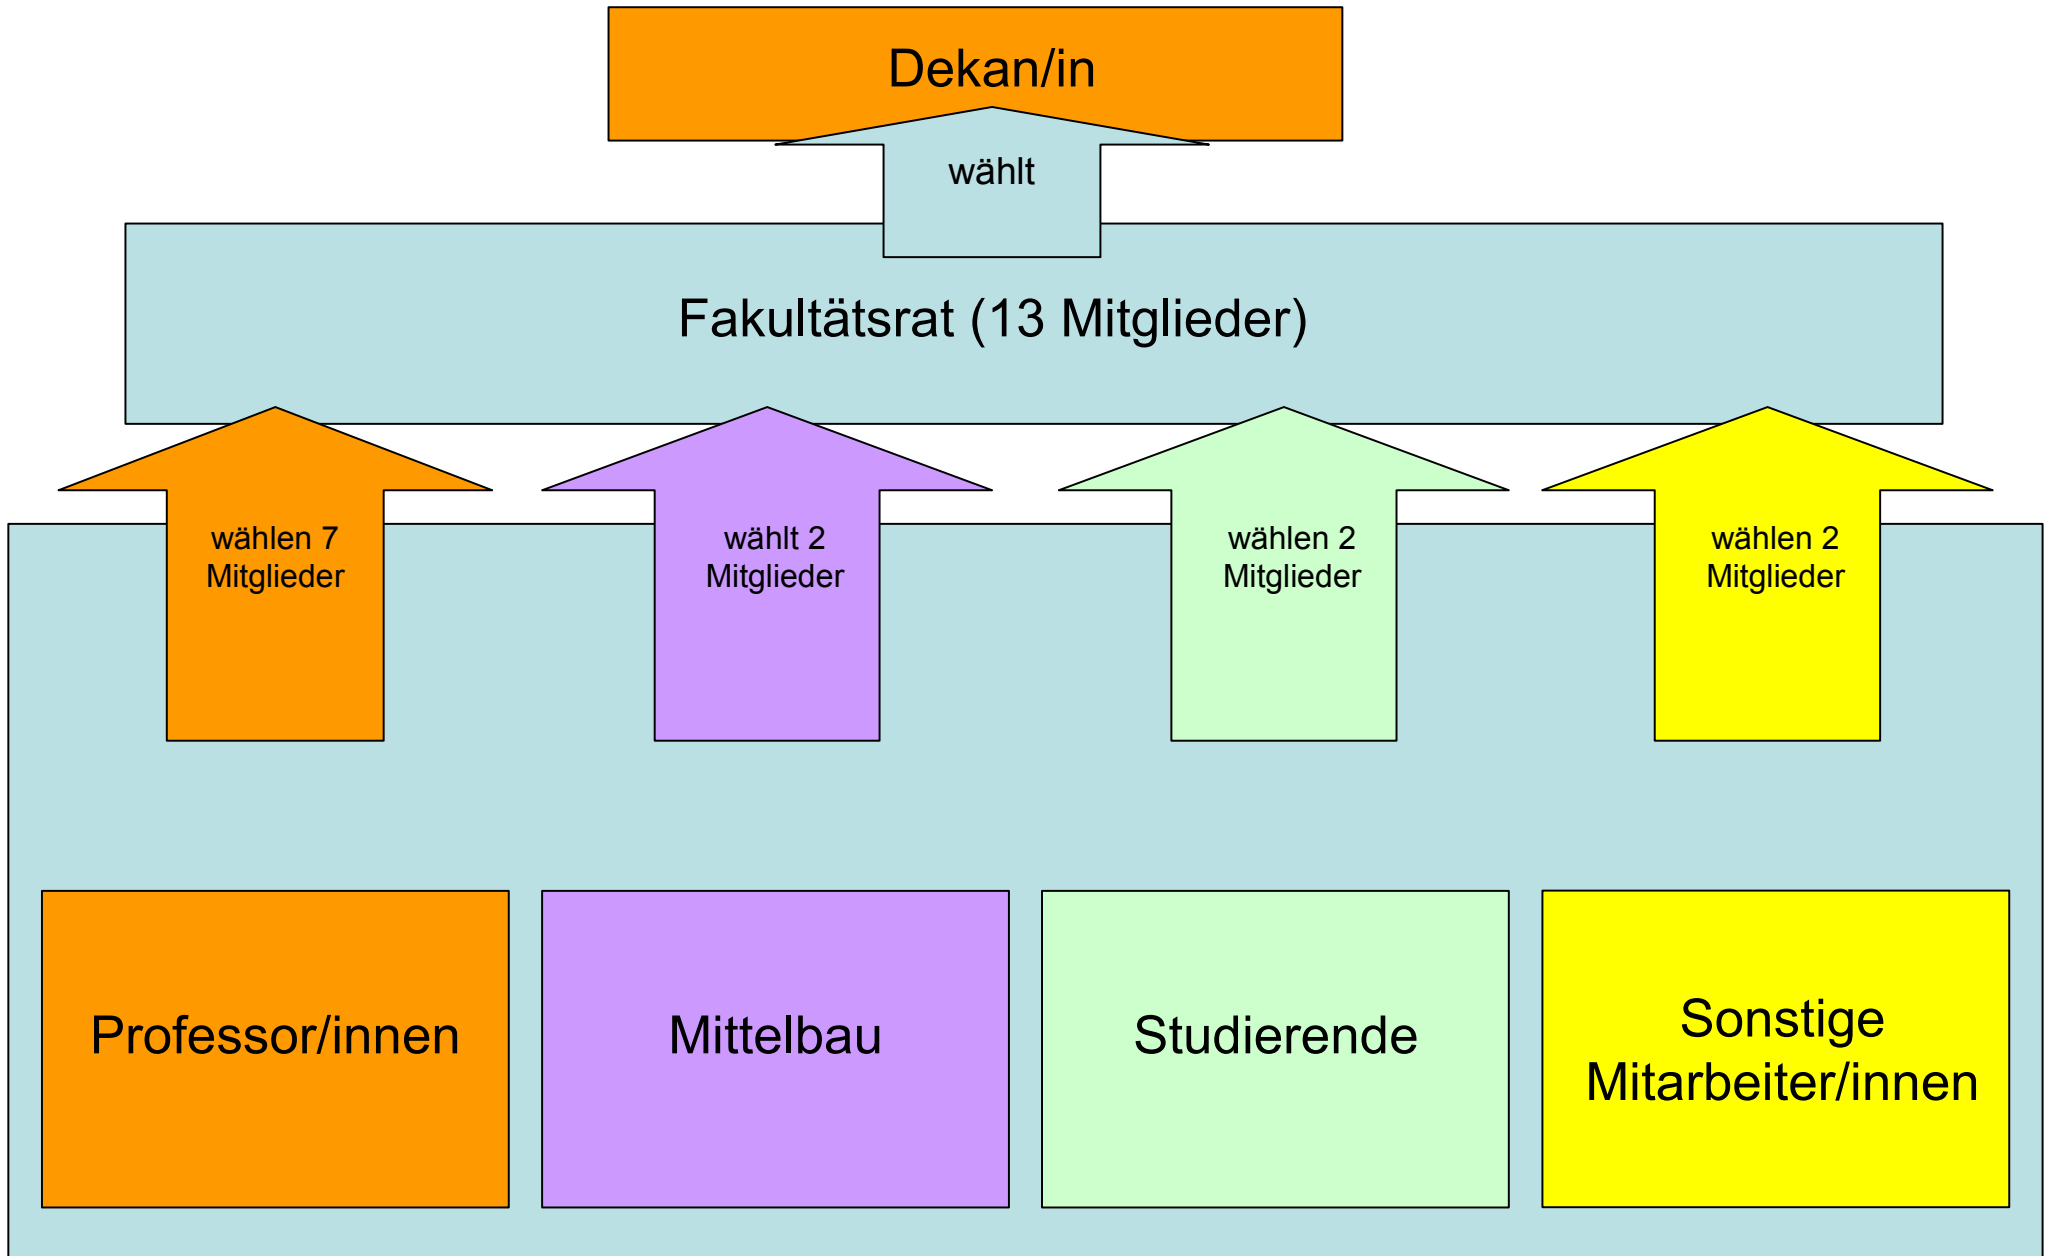 Dekan/in
wählt
Fakultätsrat (13 Mitglieder)
wählen 7
Mitglieder
wählt 2
Mitglieder
wählen 2
Mitglieder
wählen 2
Mitglieder
Professor/innen
Mittelbau
Studierende
Sonstige
Mitarbeiter/innen